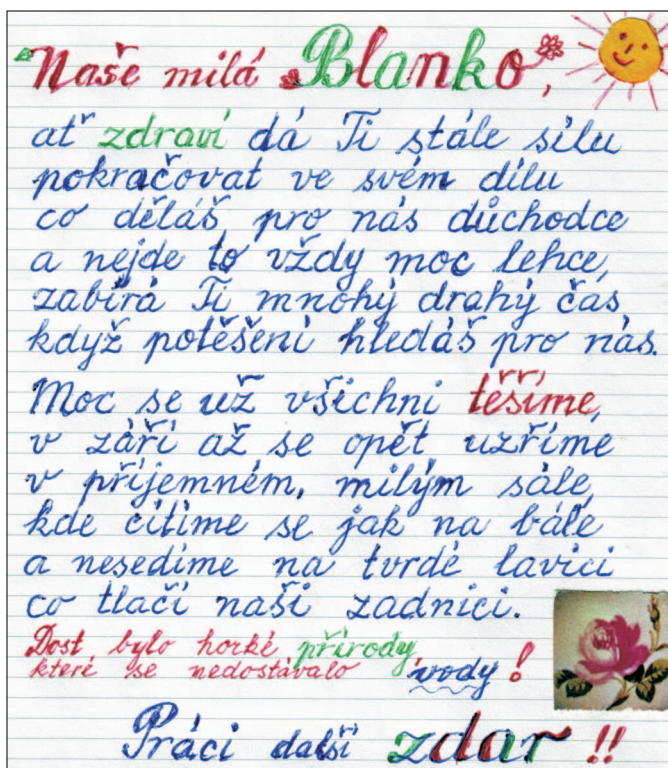 Naše milá Blanko,
ať zdraví dá Ti stále sílu
pokračovat ve svém dílu
co děláš pro nás důchodce
a nejde to vždy moc lehce,
zabírá Ti mnohý drahý čas
když potěšení hledáš pro nás.
Moc se už všichni těšíme,
v září až se opět uzříme
v příjemném, milým sále,
kde cítíme se jak na bále
a nesedíme na tvrdé lavici
co tlačí naši zadnici.
Dost bylo horké přírody,
které se nedostávalo vody!
Práci další zdar!!